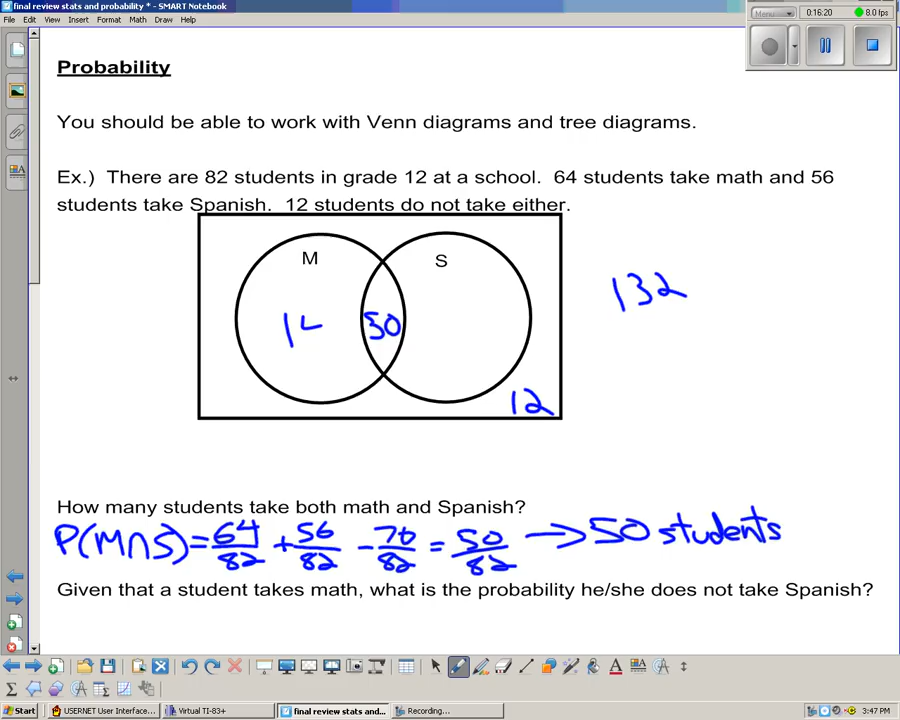 final review stats and probability * - SMART Notebook
File Edit View Insert Format Math Draw Help
Menu 0:16:20 8.0 fps
Probability
You should be able to work with Venn diagrams and tree diagrams.
Ex.) There are 82 students in grade 12 at a school. 64 students take math and 56
students take Spanish. 12 students do not take either.
M S
132
14 50
12
How many students take both math and Spanish?
P(M∩S) = 64/82 + 56/82 - 70/82 = 50/82 → 50 students
Given that a student takes math, what is the probability he/she does not take Spanish?
Start USERNET User Interface... Virtual TI-83+ final review stats and... Recording... 3:47 PM